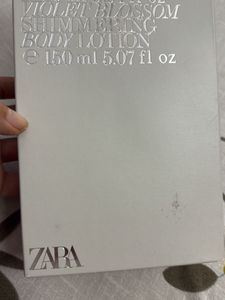 VIOLET BLOSSOM
SHIMMERING
BODY LOTION
℮ 150 ml 5.07 fl oz
ZARA